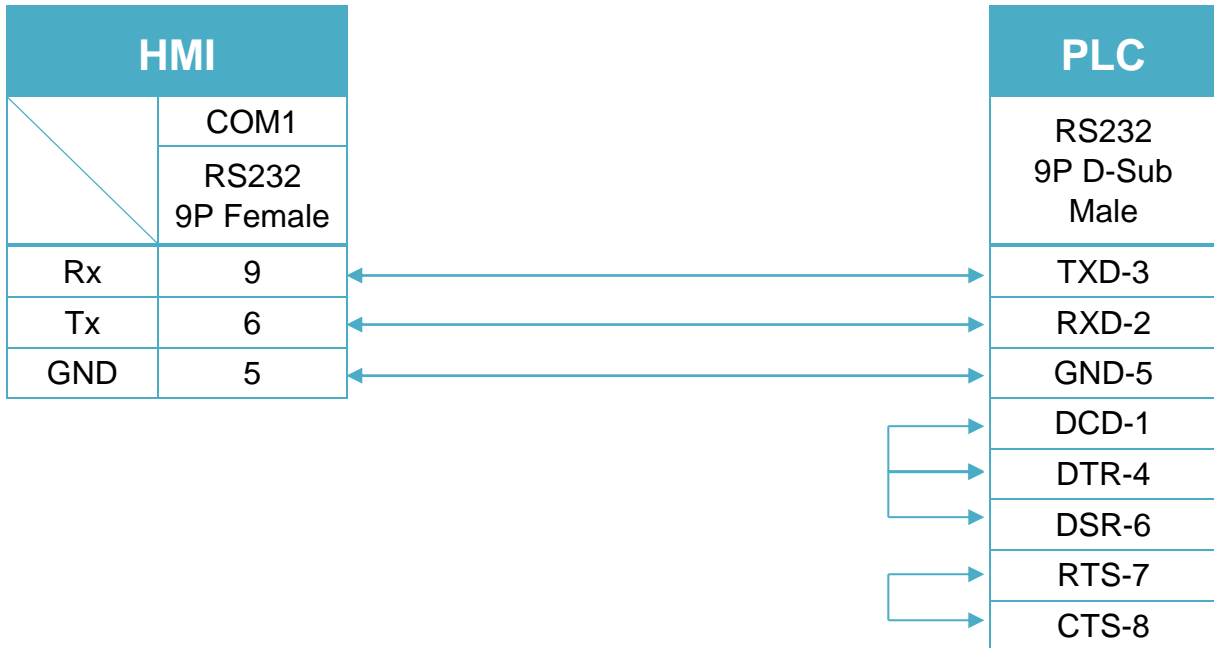 HMI
COM1
RS232
9P Female
Rx 9
Tx 6
GND 5
PLC
RS232
9P D-Sub
Male
TXD-3
RXD-2
GND-5
DCD-1
DTR-4
DSR-6
RTS-7
CTS-8